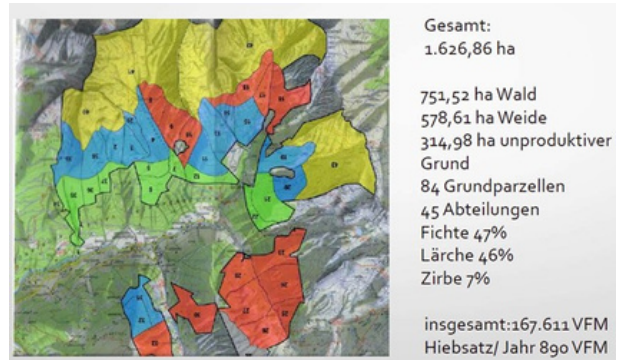 Gesamt:
1.626,86 ha
751,52 ha Wald
578,61 ha Weide
314,98 ha unproduktiver
Grund
84 Grundparzellen
45 Abteilungen
Fichte 47%
Lärche 46%
Zirbe 7%
insgesamt:167.611 VFM
Hiebsatz/ Jahr 890 VFM